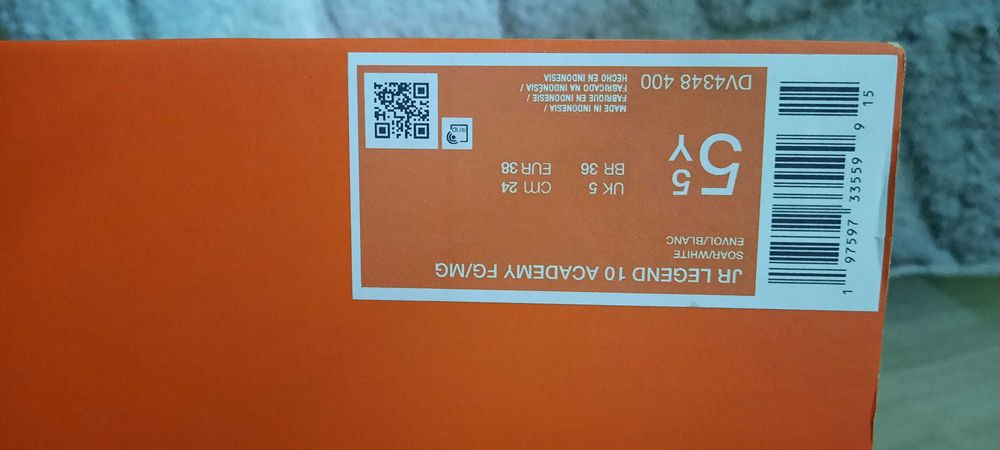 JR LEGEND 10 ACADEMY FG/MG
SOAR/WHITE
ENVOL/BLANC
5 5Y
UK 5 cm 24
BR 36 EUR 38
MADE IN INDONESIA /
FABRIQUE EN INDONESIE /
FABRICADO NA INDONÉSIA /
HECHO EN INDONESIA
DV4348 400
RFID
1 97597 33559 9 15